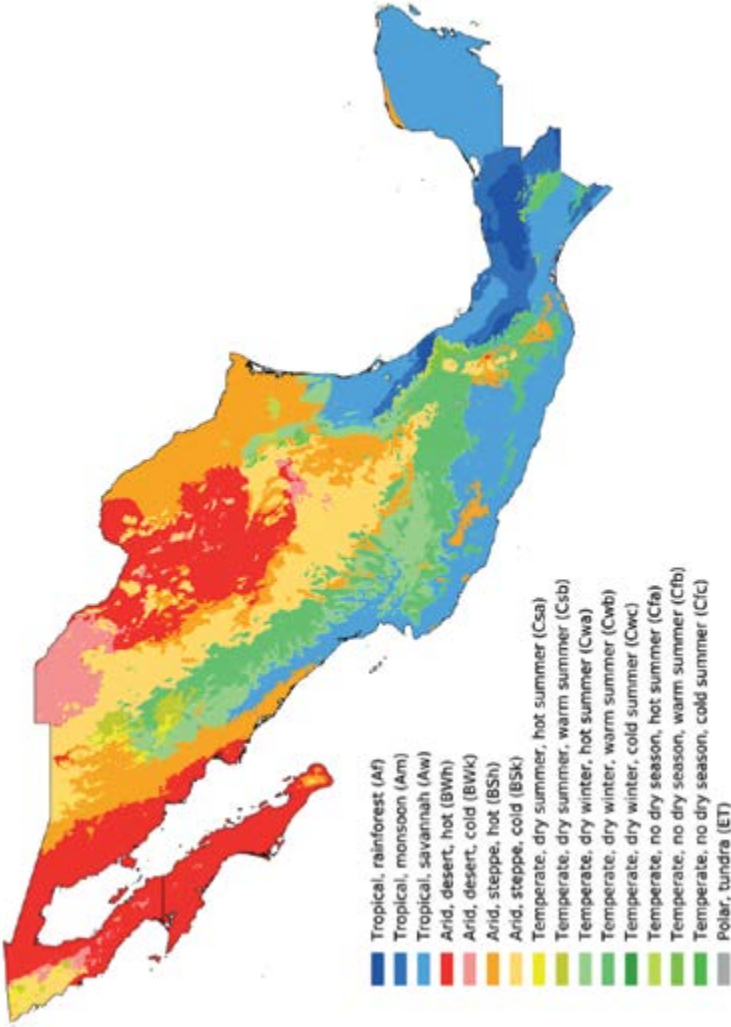 Tropical, rainforest (Af)
Tropical, monsoon (Am)
Tropical, savannah (Aw)
Arid, desert, hot (BWh)
Arid, desert, cold (BWk)
Arid, steppe, hot (BSh)
Arid, steppe, cold (BSk)
Temperate, dry summer, hot summer (Csa)
Temperate, dry summer, warm summer (Csb)
Temperate, dry winter, hot summer (Cwa)
Temperate, dry winter, warm summer (Cwb)
Temperate, dry winter, cold summer (Cwc)
Temperate, no dry season, hot summer (Cfa)
Temperate, no dry season, warm summer (Cfb)
Temperate, no dry season, cold summer (Cfc)
Polar, tundra (ET)